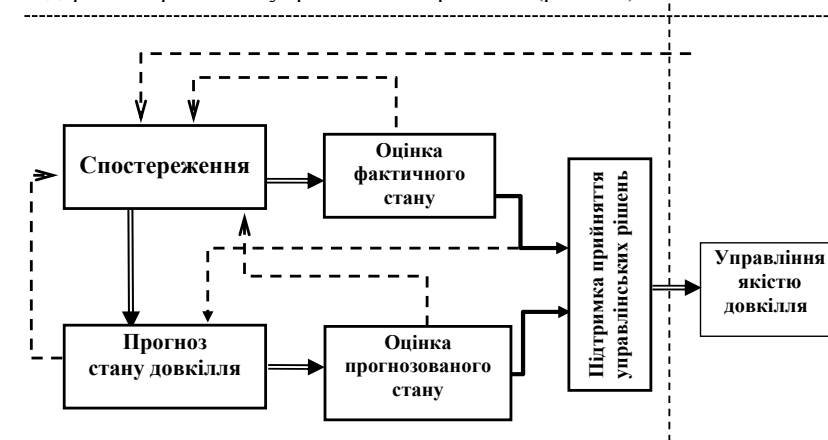 Спостереження
Оцінка
фактичного
стану
Підтримка прийняття
управлінських рішень
Управління
якістю
довкілля
Прогноз
стану довкілля
Оцінка
прогнозованого
стану